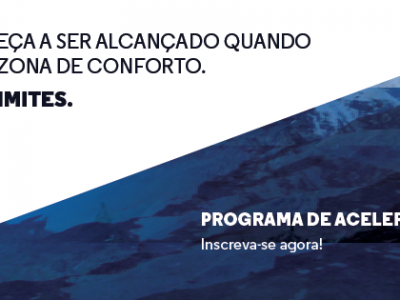 EÇA A SER ALCANÇADO QUANDO
ZONA DE CONFORTO.
IMITES.
PROGRAMA DE ACELER
Inscreva-se agora!